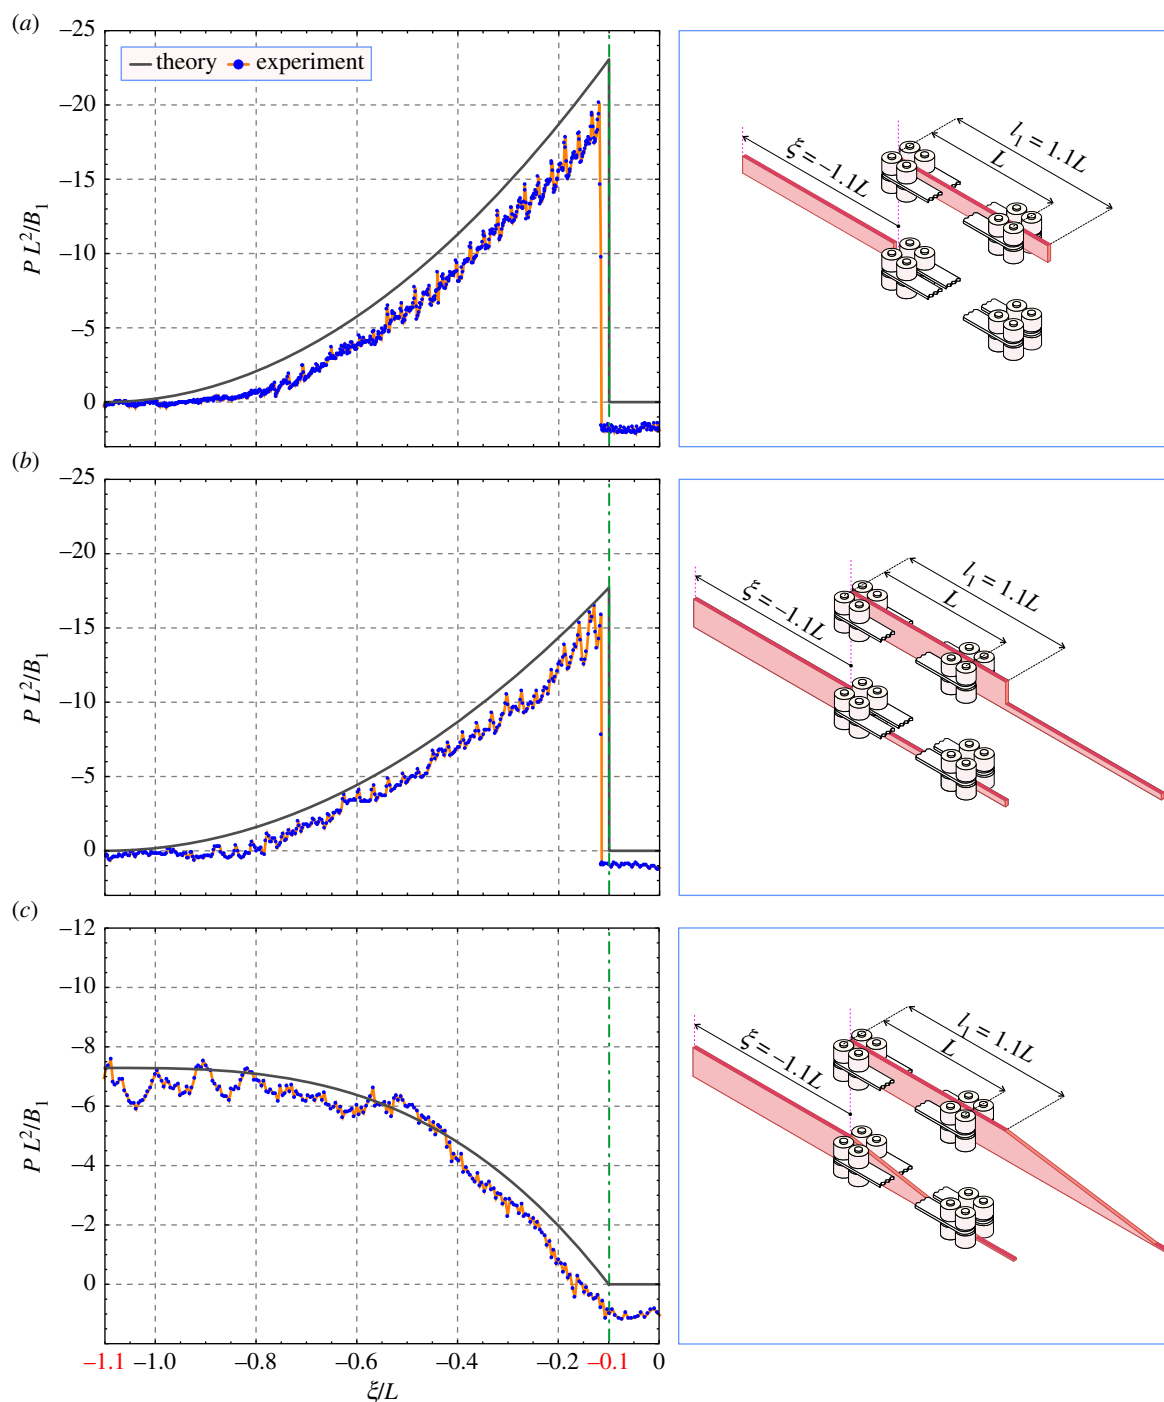 (a)
–25
–20
–15
–10
–5
0
P L²/B₁
theory experiment
ξ = –1.1L
l₁ = 1.1L
L
(b)
–25
–20
–15
–10
–5
0
P L²/B₁
ξ = –1.1L
l₁ = 1.1L
L
(c)
–12
–10
–8
–6
–4
–2
0
P L²/B₁
–1.1 –1.0 –0.8 –0.6 –0.4 –0.2 –0.1 0
ξ/L
ξ = –1.1L
l₁ = 1.1L
L